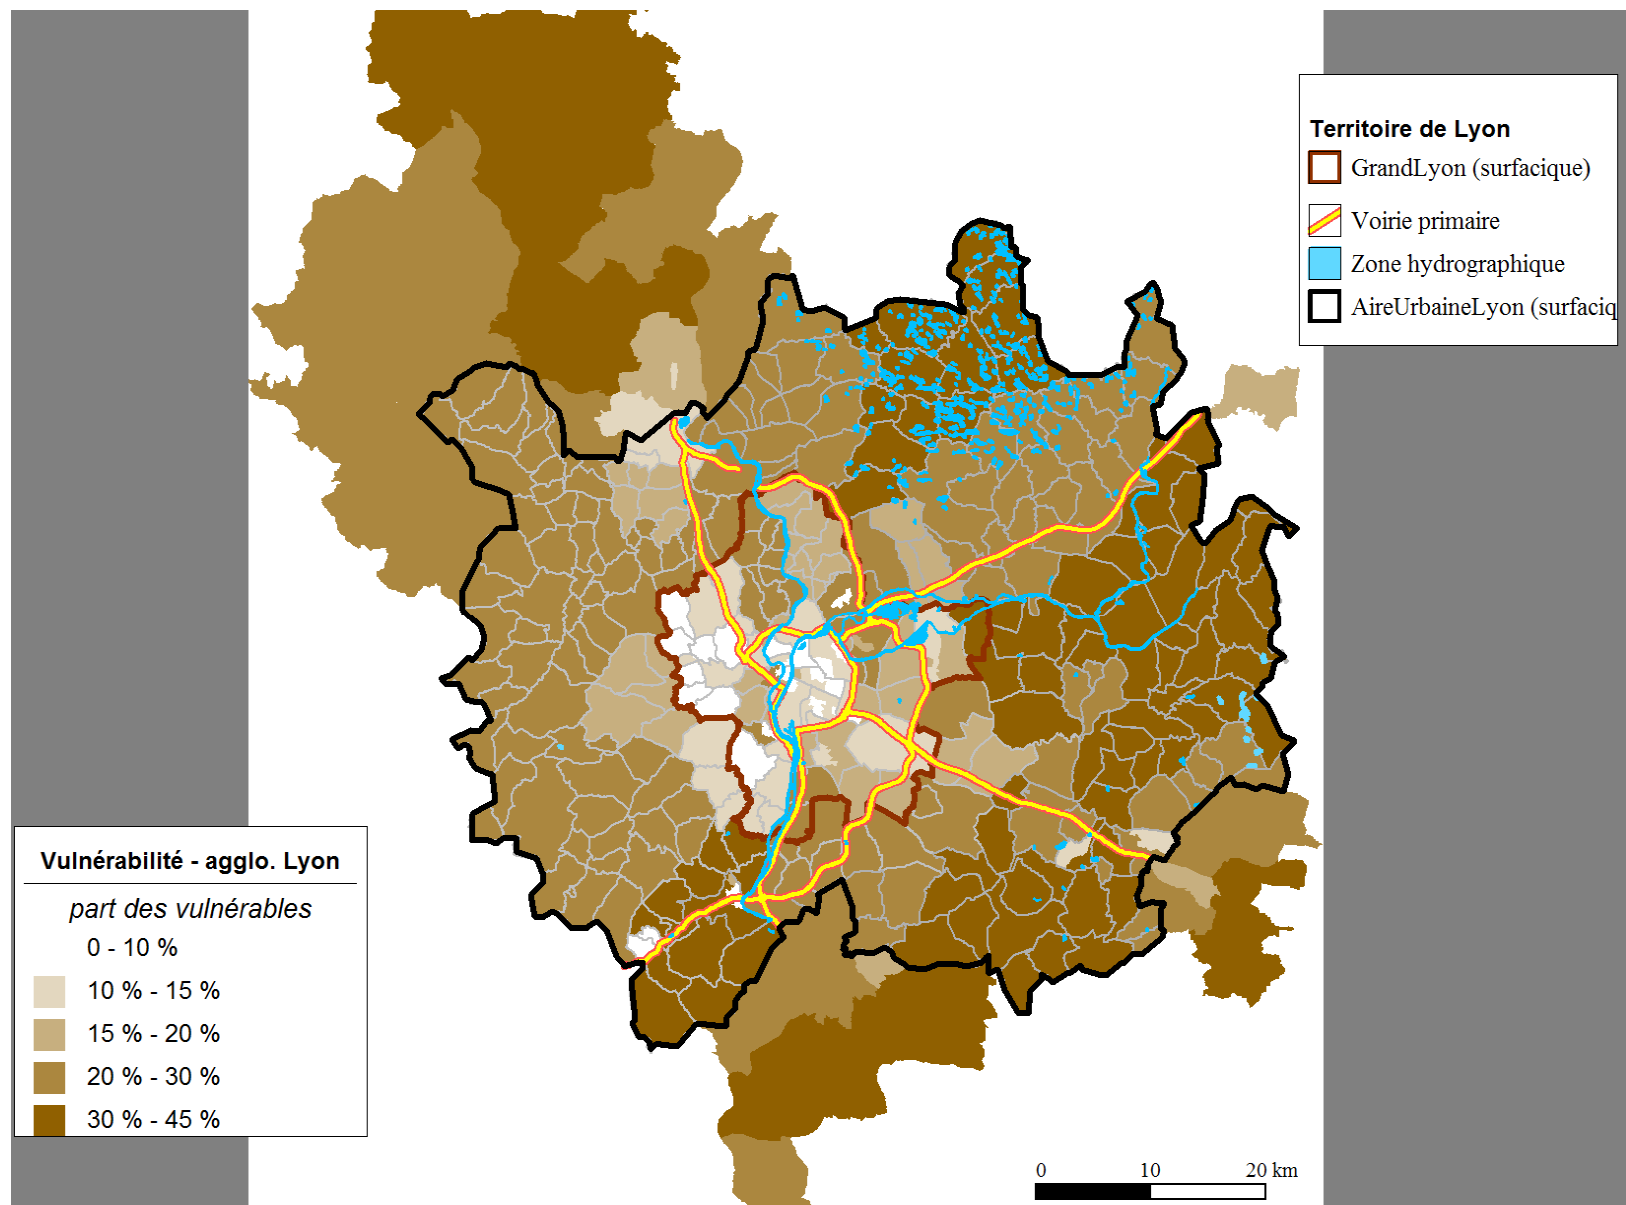 Territoire de Lyon
GrandLyon (surfacique)
Voirie primaire
Zone hydrographique
AireUrbaineLyon (surfaciq
Vulnérabilité - agglo. Lyon
part des vulnérables
0 - 10 %
10 % - 15 %
15 % - 20 %
20 % - 30 %
30 % - 45 %
0 10 20 km